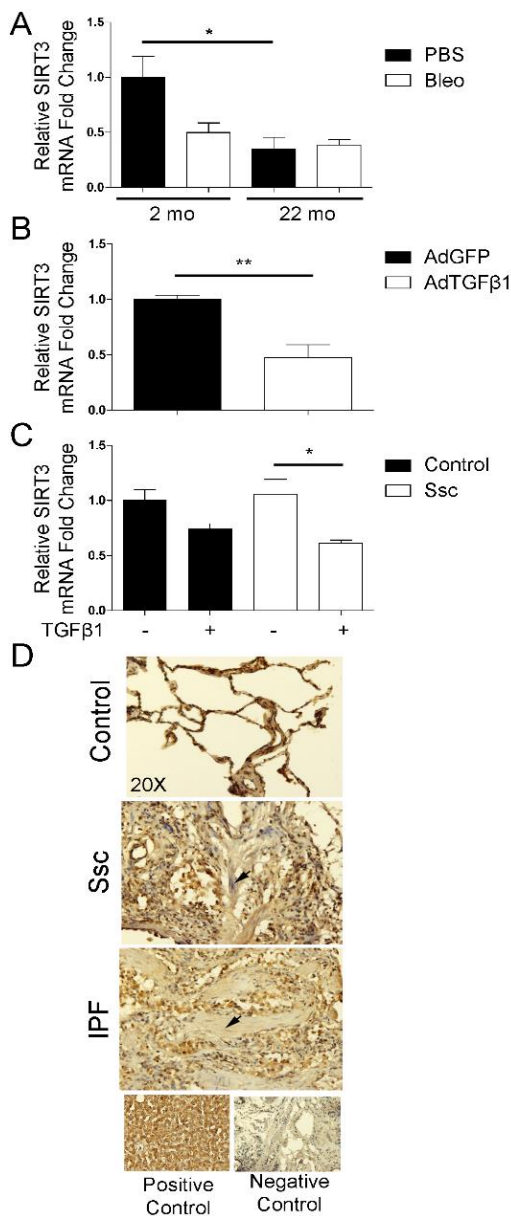 A
*
PBS
Bleo
Relative SIRT3
mRNA Fold Change
1.5
1.0
0.5
0.0
2 mo
22 mo
B
**
AdGFP
AdTGFβ1
Relative SIRT3
mRNA Fold Change
1.5
1.0
0.5
0.0
C
*
Control
Ssc
Relative SIRT3
mRNA Fold Change
1.5
1.0
0.5
0.0
TGFβ1 - + - +
D
Control
20X
Ssc
IPF
Positive
Control
Negative
Control